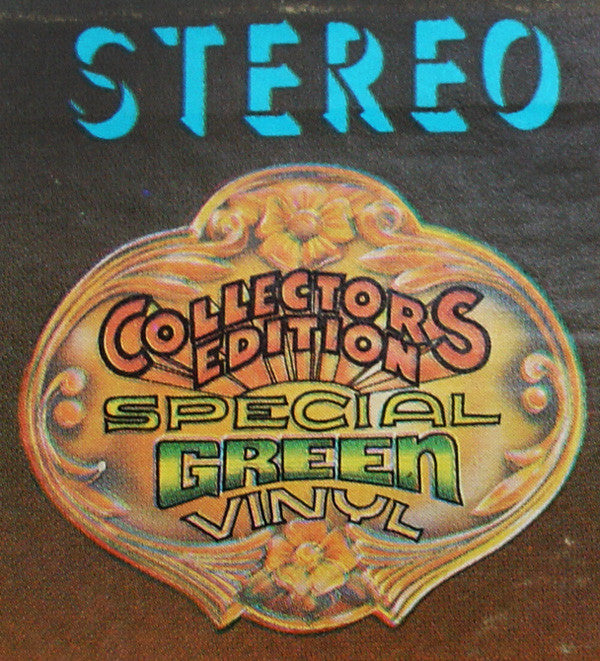 STEREO
COLLECTORS
EDITION
SPECIAL
GREEN
VINYL